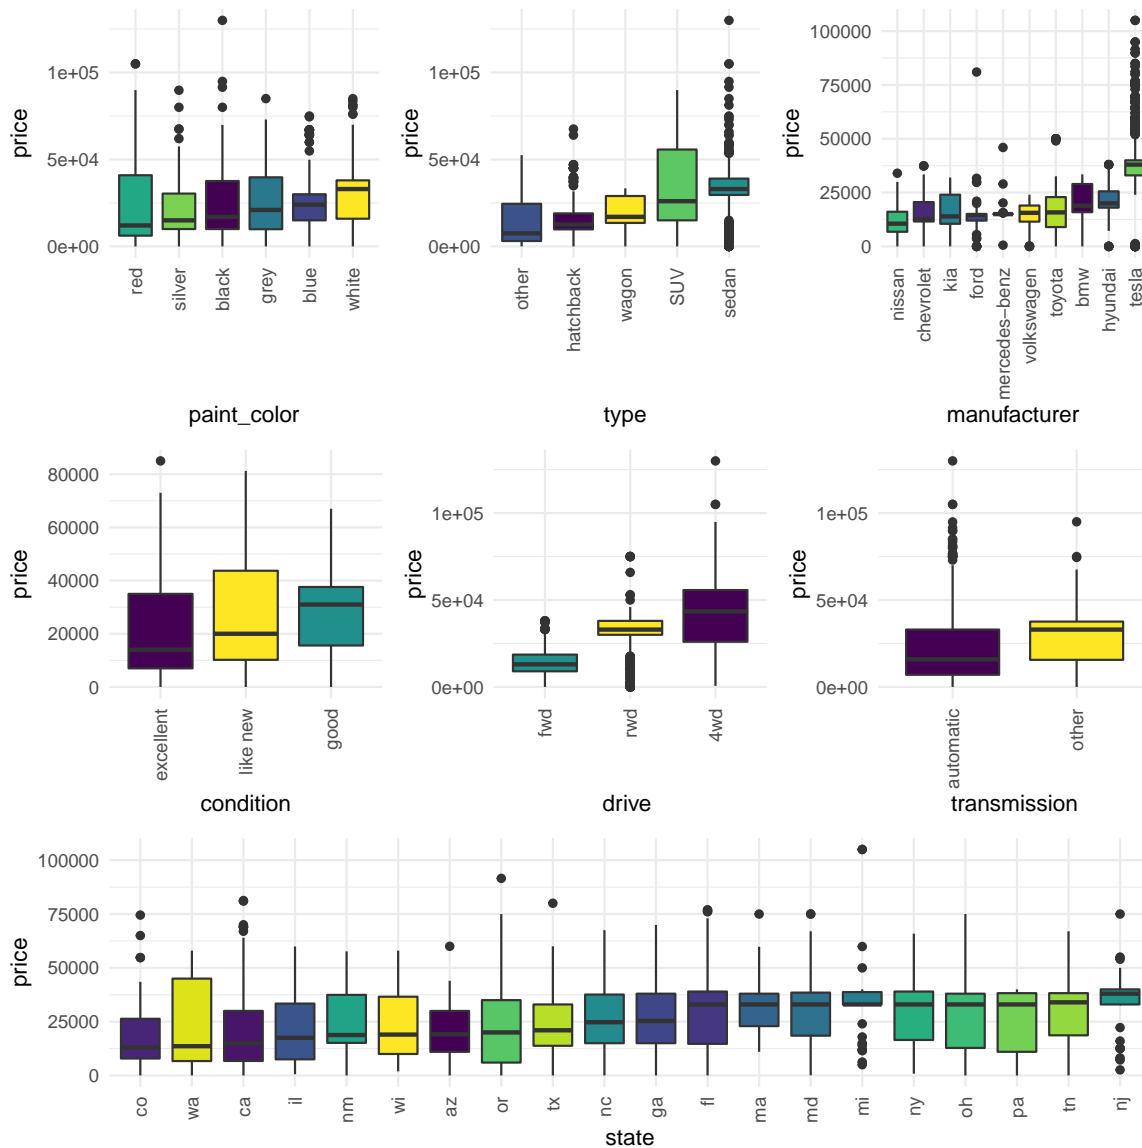 price
1e+05
5e+04
0e+00
red
silver
black
grey
blue
white
paint_color
price
1e+05
5e+04
0e+00
other
hatchback
wagon
SUV
sedan
type
price
100000
75000
50000
25000
0
nissan
chevrolet
kia
ford
mercedes−benz
volkswagen
toyota
bmw
hyundai
tesla
manufacturer
price
80000
60000
40000
20000
0
excellent
like new
good
condition
price
1e+05
5e+04
0e+00
fwd
rwd
4wd
drive
price
1e+05
5e+04
0e+00
automatic
other
transmission
price
100000
75000
50000
25000
0
co
wa
ca
il
nm
wi
az
or
tx
nc
ga
fl
ma
md
mi
ny
oh
pa
tn
nj
state